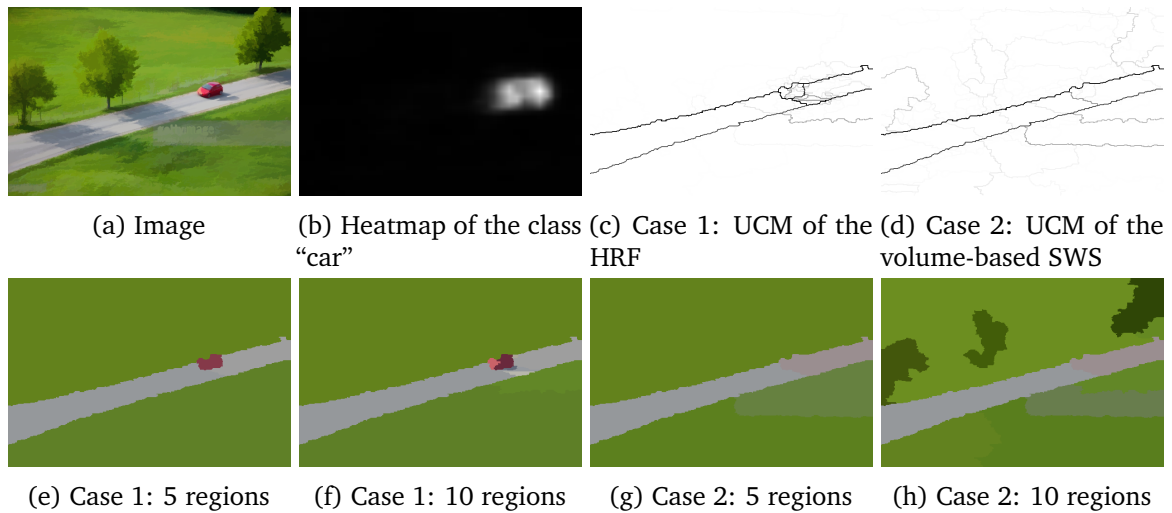 (a) Image
(b) Heatmap of the class
“car”
(c) Case 1: UCM of the
HRF
(d) Case 2: UCM of the
volume-based SWS
(e) Case 1: 5 regions
(f) Case 1: 10 regions
(g) Case 2: 5 regions
(h) Case 2: 10 regions